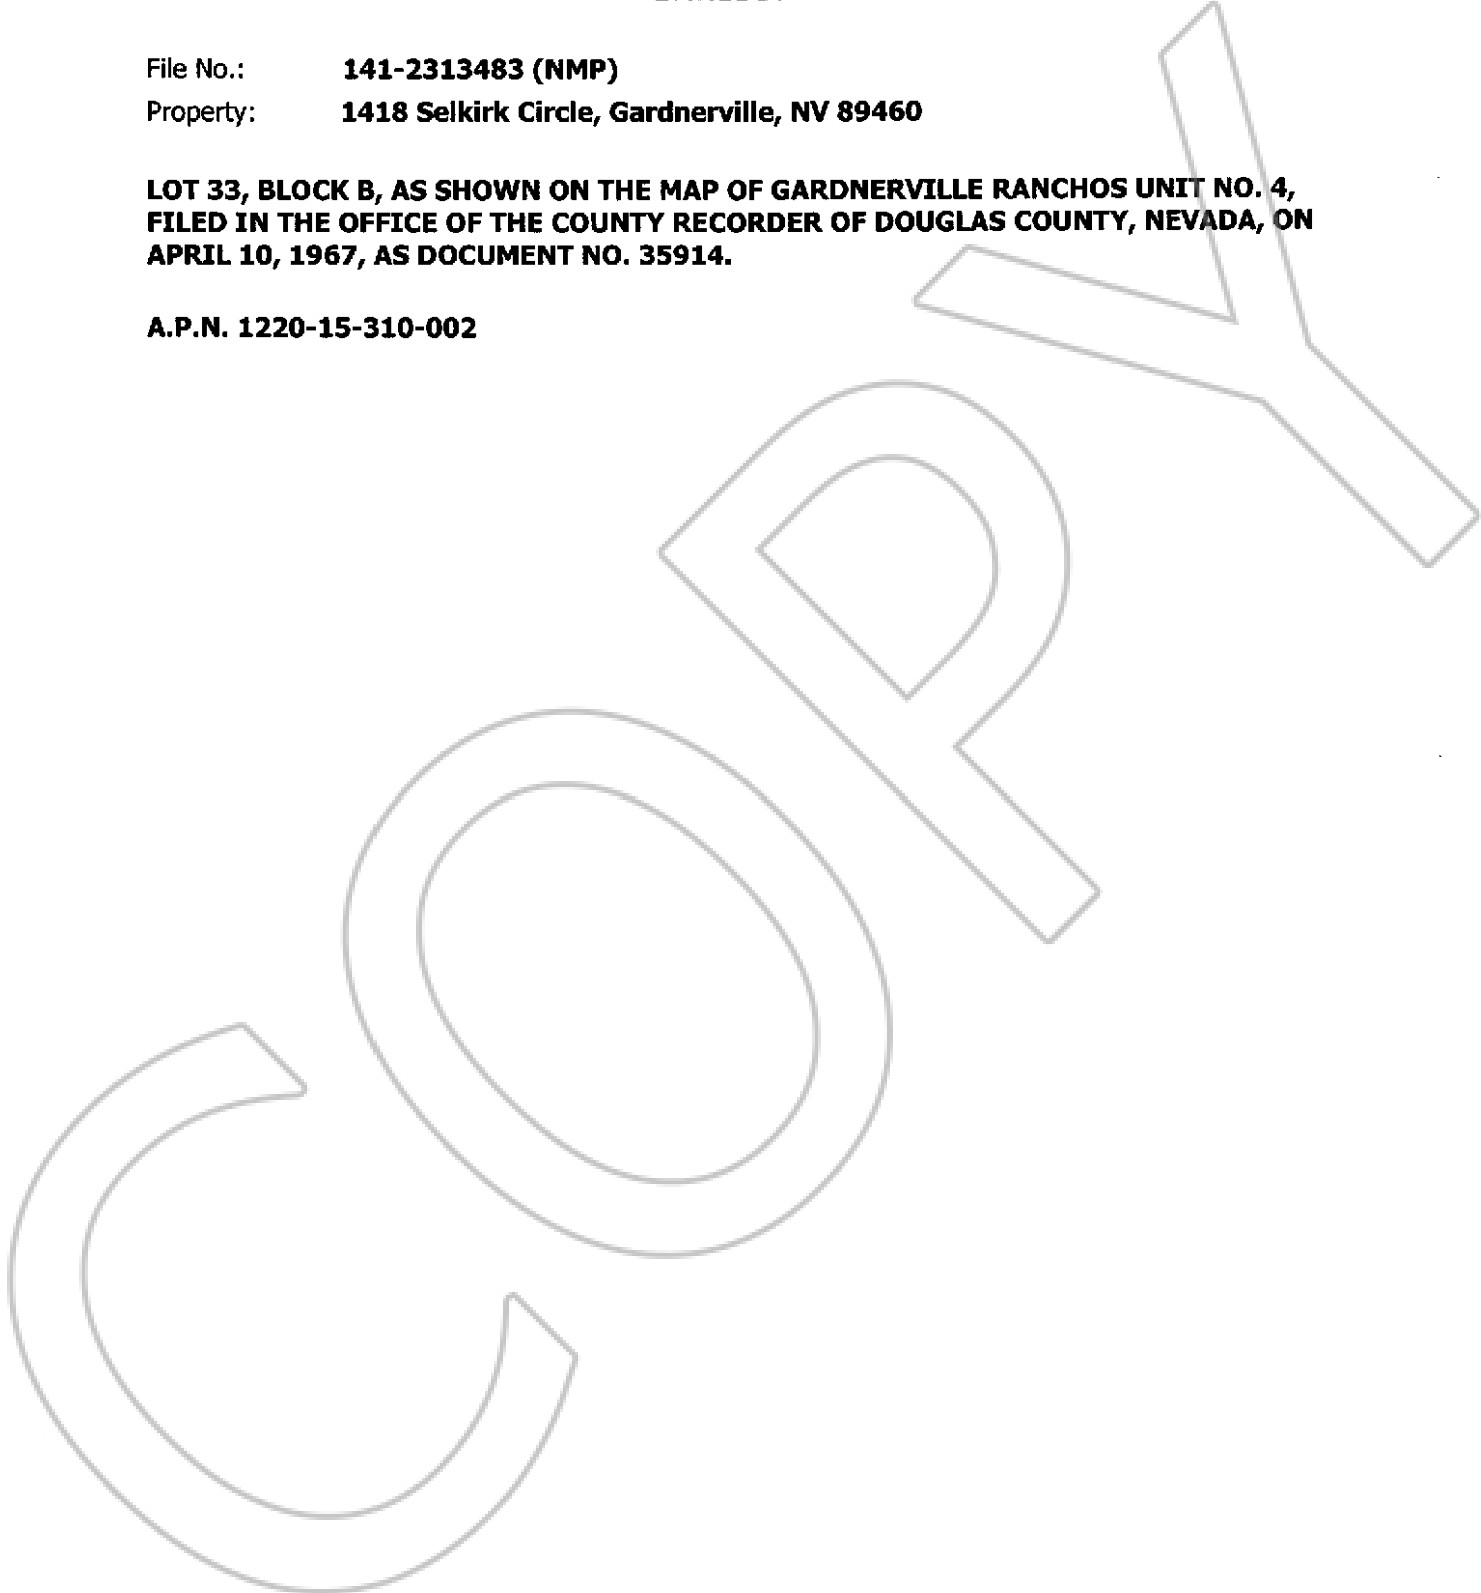 File No.: 141-2313483 (NMP)
Property: 1418 Selkirk Circle, Gardnerville, NV 89460
LOT 33, BLOCK B, AS SHOWN ON THE MAP OF GARDNERVILLE RANCHOS UNIT NO. 4,
FILED IN THE OFFICE OF THE COUNTY RECORDER OF DOUGLAS COUNTY, NEVADA, ON
APRIL 10, 1967, AS DOCUMENT NO. 35914.
A.P.N. 1220-15-310-002
COPY